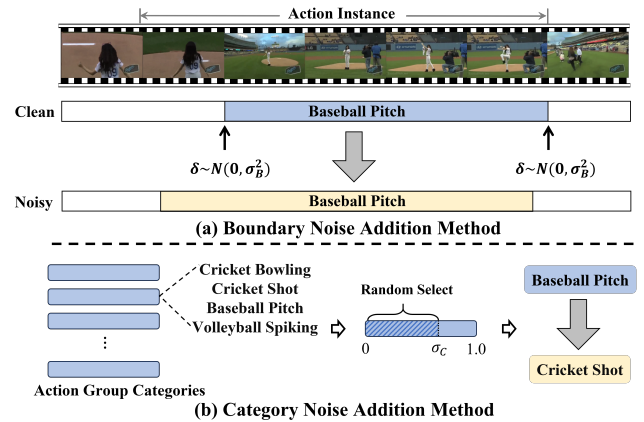 Action Instance
Clean
Baseball Pitch
δ~N(0, σ_B^2)
δ~N(0, σ_B^2)
Noisy
Baseball Pitch
(a) Boundary Noise Addition Method
Cricket Bowling
Cricket Shot
Baseball Pitch
Volleyball Spiking
⋮
Action Group Categories
Random Select
0
σ_C
1.0
Baseball Pitch
Cricket Shot
(b) Category Noise Addition Method